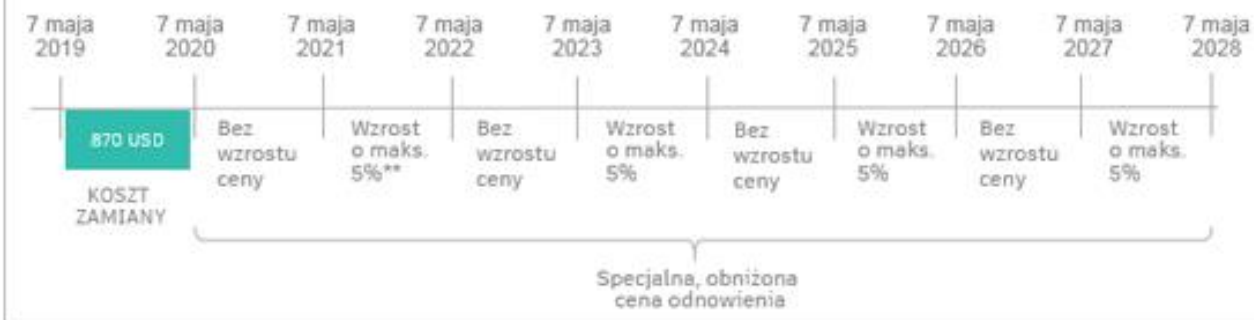 7 maja 7 maja 7 maja 7 maja 7 maja 7 maja 7 maja 7 maja 7 maja 7 maja
2019 2020 2021 2022 2023 2024 2025 2026 2027 2028
870 USD
KOSZT
ZAMIANY
Bez
wzrostu
ceny
Wzrost
o maks.
5%**
Bez
wzrostu
ceny
Wzrost
o maks.
5%
Bez
wzrostu
ceny
Wzrost
o maks.
5%
Bez
wzrostu
ceny
Wzrost
o maks.
5%
Specjalna, obniżona
cena odnowienia